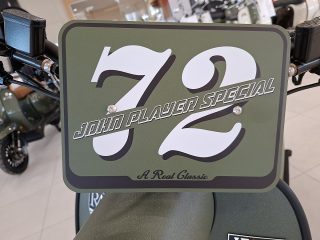 72
JOHN PLAYER SPECIAL
A Real Classic